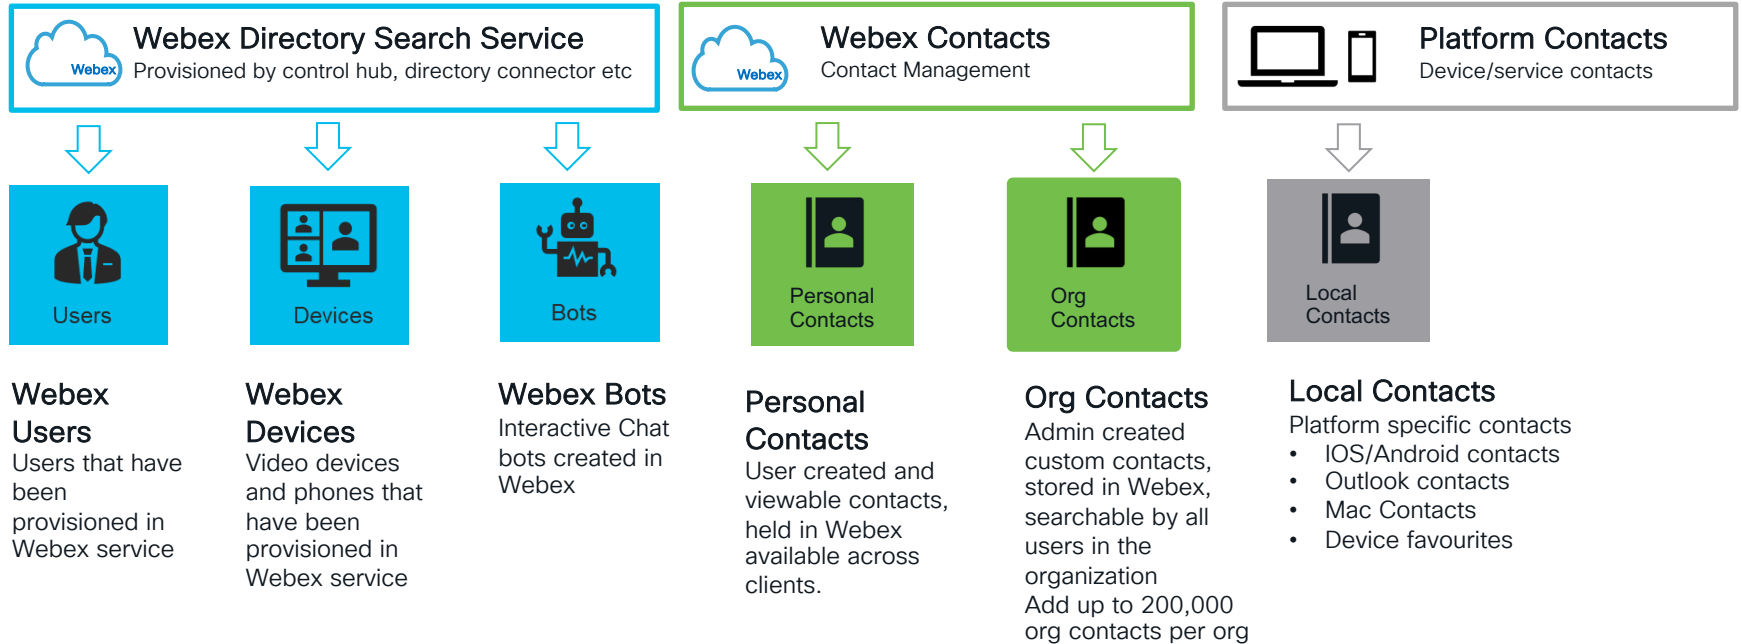 Webex
Webex Directory Search Service
Provisioned by control hub, directory connector etc
Webex
Webex Contacts
Contact Management
Platform Contacts
Device/service contacts
Users
Devices
Bots
Personal
Contacts
Org
Contacts
Local
Contacts
Webex
Users
Users that have
been
provisioned in
Webex service
Webex
Devices
Video devices
and phones that
have been
provisioned in
Webex service
Webex Bots
Interactive Chat
bots created in
Webex
Personal
Contacts
User created and
viewable contacts,
held in Webex
available across
clients.
Org Contacts
Admin created
custom contacts,
stored in Webex,
searchable by all
users in the
organization
Add up to 200,000
org contacts per org
Local Contacts
Platform specific contacts
• IOS/Android contacts
• Outlook contacts
• Mac Contacts
• Device favourites